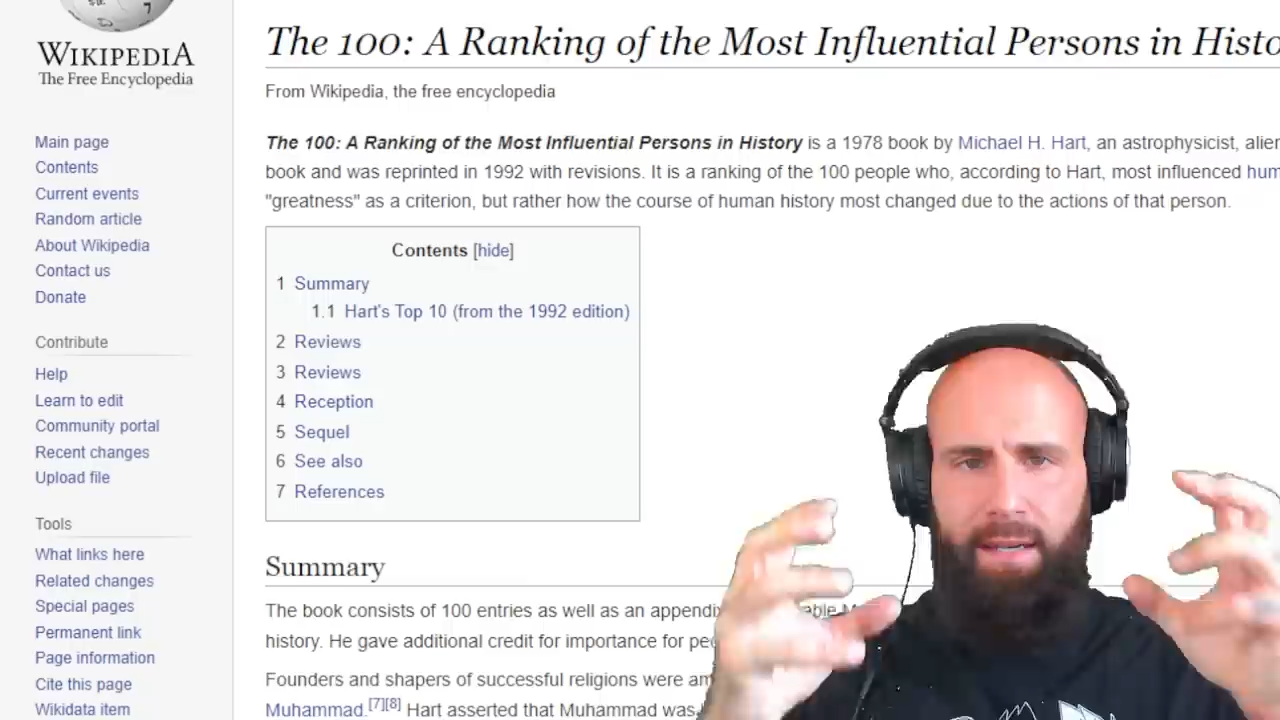 WIKIPEDIA
The Free Encyclopedia
Main page
Contents
Current events
Random article
About Wikipedia
Contact us
Donate
Contribute
Help
Learn to edit
Community portal
Recent changes
Upload file
Tools
What links here
Related changes
Special pages
Permanent link
Page information
Cite this page
Wikidata item
The 100: A Ranking of the Most Influential Persons in Histo
From Wikipedia, the free encyclopedia
The 100: A Ranking of the Most Influential Persons in History is a 1978 book by Michael H. Hart, an astrophysicist, alien
book and was reprinted in 1992 with revisions. It is a ranking of the 100 people who, according to Hart, most influenced hum
"greatness" as a criterion, but rather how the course of human history most changed due to the actions of that person.
Contents [hide]
1 Summary
1.1 Hart's Top 10 (from the 1992 edition)
2 Reviews
3 Reviews
4 Reception
5 Sequel
6 See also
7 References
Summary
The book consists of 100 entries as well as an appendi
history. He gave additional credit for importance for
Founders and shapers of successful religions were am
Muhammad.[7][8] Hart asserted that Muhammad was